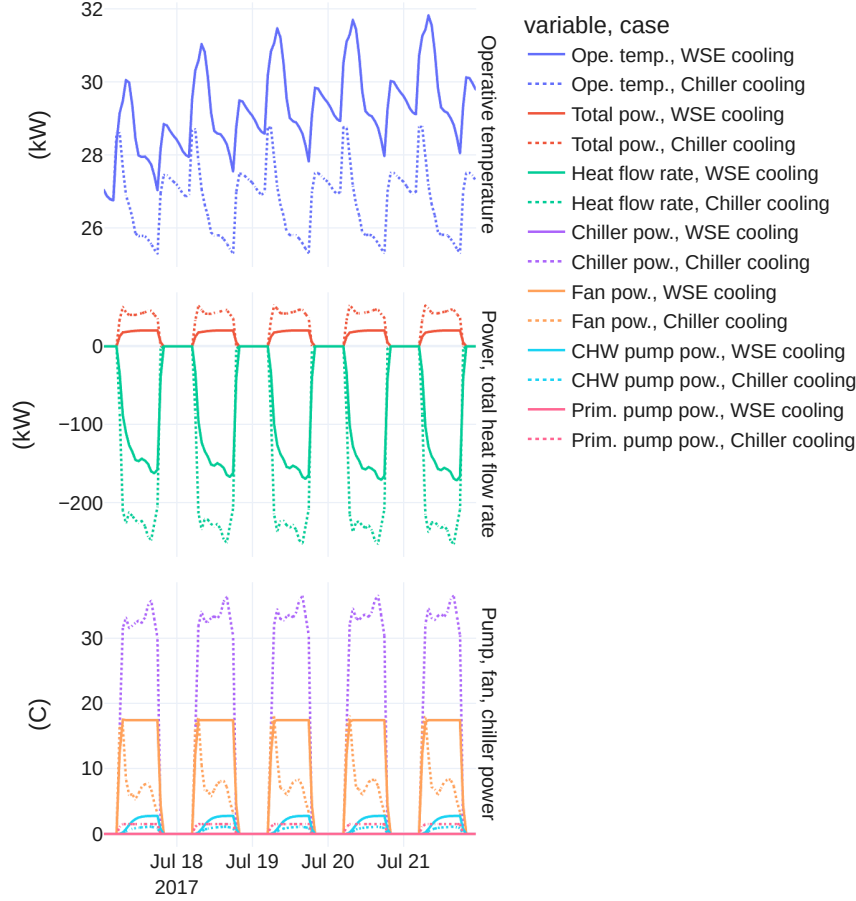 32
30
28
26
(kW)
Operative temperature
0
−100
−200
(kW)
Power, total heat flow rate
30
20
10
0
(C)
Pump, fan, chiller power
Jul 18
2017
Jul 19
Jul 20
Jul 21
variable, case
Ope. temp., WSE cooling
Ope. temp., Chiller cooling
Total pow., WSE cooling
Total pow., Chiller cooling
Heat flow rate, WSE cooling
Heat flow rate, Chiller cooling
Chiller pow., WSE cooling
Chiller pow., Chiller cooling
Fan pow., WSE cooling
Fan pow., Chiller cooling
CHW pump pow., WSE cooling
CHW pump pow., Chiller cooling
Prim. pump pow., WSE cooling
Prim. pump pow., Chiller cooling